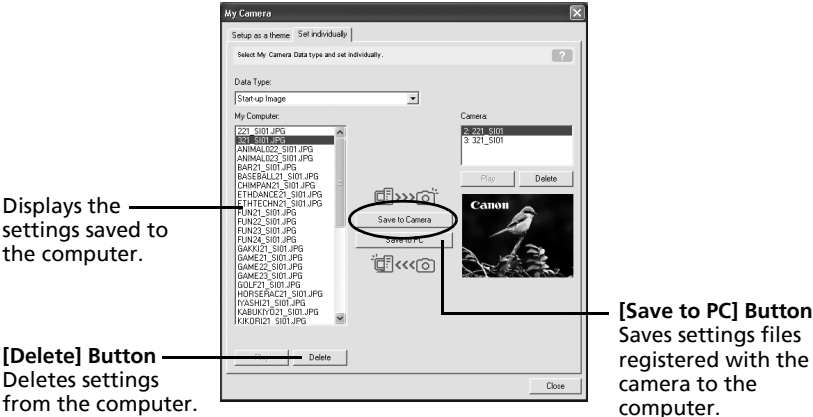 My Camera
Setup as a theme
Set individually
Select My Camera Data type and set individually.
?
Data Type:
Start-up Image
My Computer:
221_SI01.JPG
321_SI01.JPG
ANIMAL022_SI01.JPG
ANIMAL023_SI01.JPG
BAR21_SI01.JPG
BASEBALL21_SI01.JPG
CHIMPAN21_SI01.JPG
ETHDANCE21_SI01.JPG
ETHTECHN21_SI01.JPG
FUN21_SI01.JPG
FUN22_SI01.JPG
FUN23_SI01.JPG
FUN24_SI01.JPG
GAKKI21_SI01.JPG
GAME21_SI01.JPG
GAME22_SI01.JPG
GAME23_SI01.JPG
GOLF21_SI01.JPG
HORSERAC21_SI01.JPG
IYASHI21_SI01.JPG
KABUKIYO21_SI01.JPG
KIKORI21_SI01.JPG
Play
Delete
>>>
Save to Camera
Save to PC
<<<
Camera:
2: 221_SI01
3: 321_SI01
Play
Delete
Canon
Close
Displays the
settings saved to
the computer.
[Delete] Button
Deletes settings
from the computer.
[Save to PC] Button
Saves settings files
registered with the
camera to the
computer.